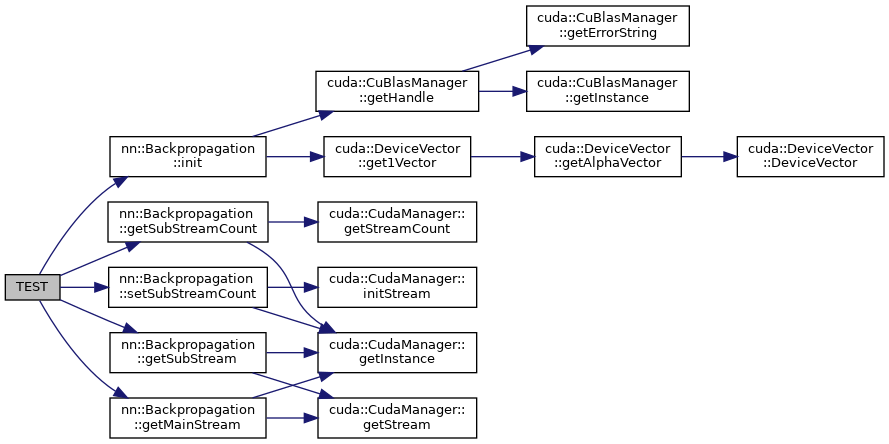 TEST
nn::Backpropagation
::init
cuda::CuBlasManager
::getHandle
cuda::CuBlasManager
::getErrorString
cuda::CuBlasManager
::getInstance
cuda::DeviceVector
::get1Vector
cuda::DeviceVector
::getAlphaVector
cuda::DeviceVector
::DeviceVector
nn::Backpropagation
::getSubStreamCount
cuda::CudaManager::
getStreamCount
nn::Backpropagation
::setSubStreamCount
cuda::CudaManager::
initStream
nn::Backpropagation
::getSubStream
cuda::CudaManager::
getInstance
nn::Backpropagation
::getMainStream
cuda::CudaManager::
getStream